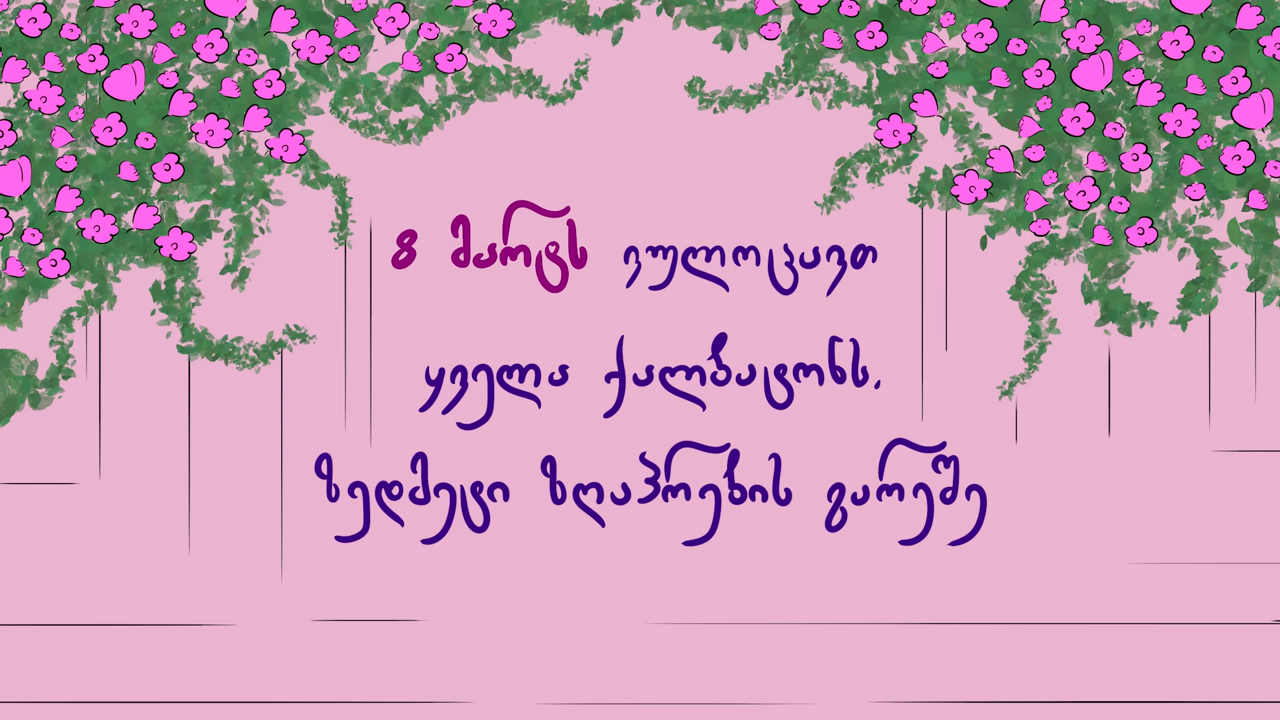 8 მარტს ვულოცავთ
ყველა ქალბატონს,
ზედმეტი ზღაპრების გარეშე